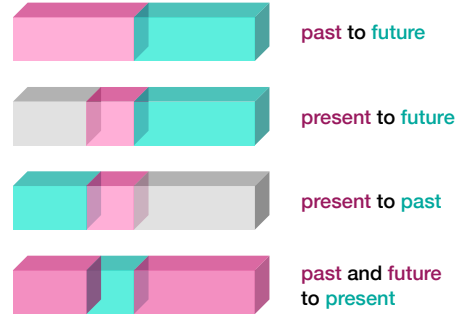 past to future
present to future
present to past
past and future
to present